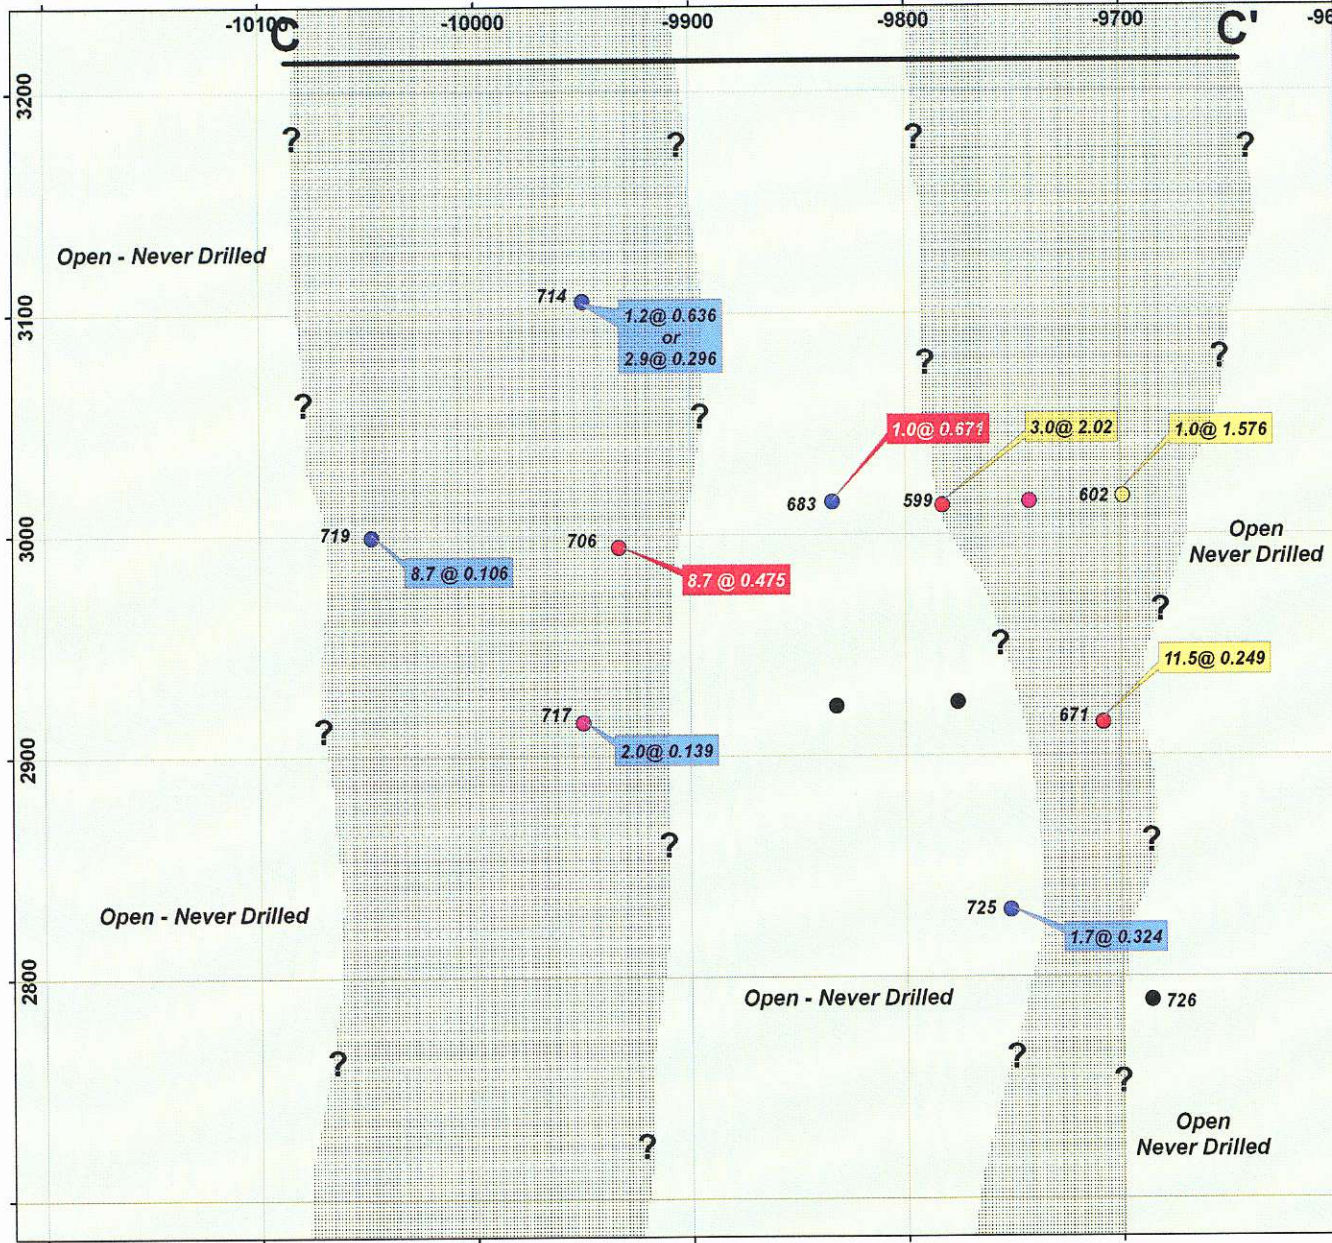 -10100 -10000 -9900 -9800 -9700
C C'
3200
? ? ? ?
Open - Never Drilled
3100
714
1.2@ 0.636
or
2.9@ 0.296
? ?
? ?
1.0@ 0.671 3.0@ 2.02 1.0@ 1.576
683 599 602
3000
719 706
8.7 @ 0.106
8.7 @ 0.475
Open
Never Drilled
?
?
11.5@ 0.249
671
717
2.0@ 0.139
?
2900
? ?
Open - Never Drilled
725
1.7@ 0.324
2800
Open - Never Drilled
726
? ? ?
Open
Never Drilled
?